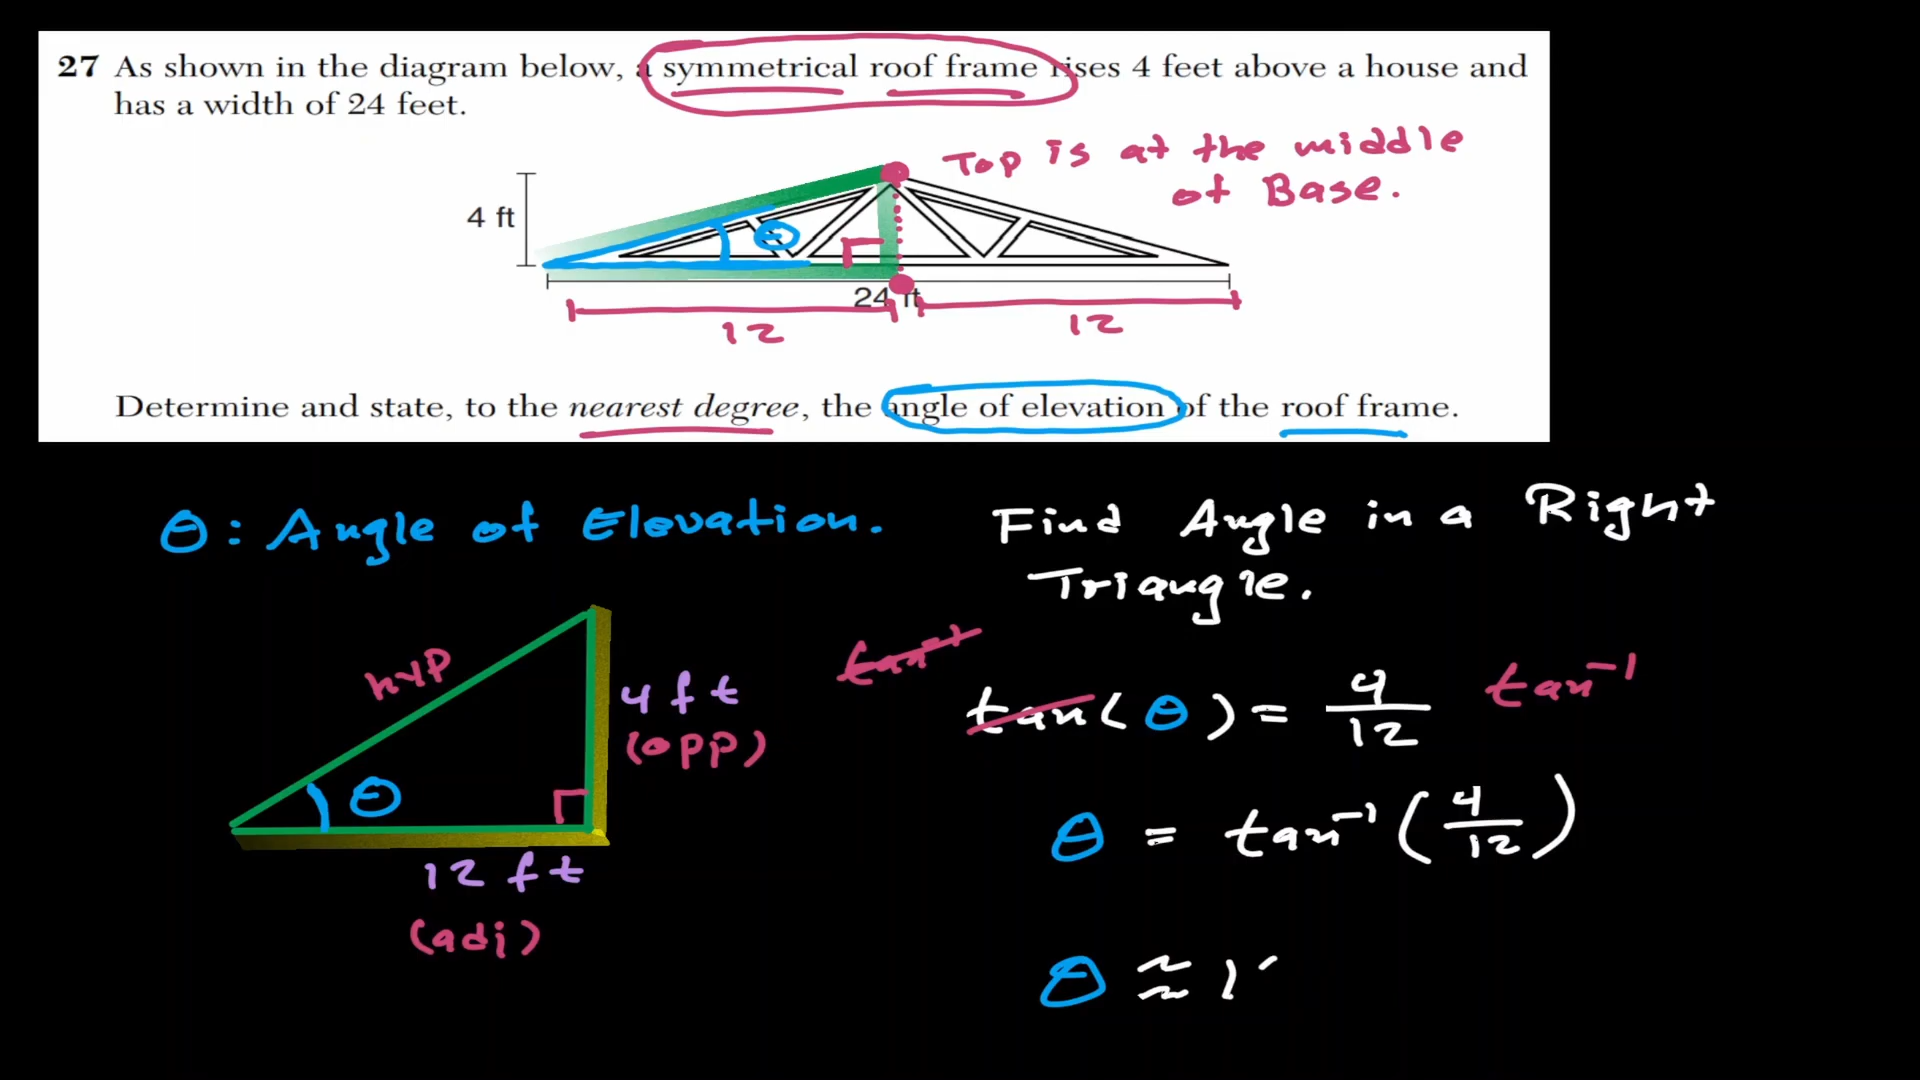 27 As shown in the diagram below, a symmetrical roof frame rises 4 feet above a house and
has a width of 24 feet.
Top is at the middle
of Base.
4 ft
θ
24 ft
12
12
Determine and state, to the nearest degree, the angle of elevation of the roof frame.
θ: Angle of Elevation.
Find Angle in a Right
Triangle.
hyp
4 ft
(opp)
θ
12 ft
(adj)
tan⁻¹
tan(θ) = 4/12 tan⁻¹
θ = tan⁻¹(4/12)
θ ≈ 1